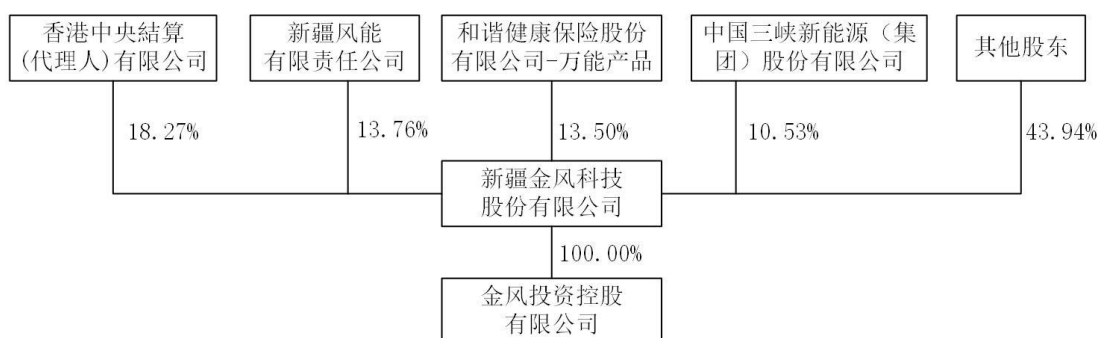 香港中央結算
(代理人)有限公司
新疆风能
有限责任公司
和谐健康保险股份
有限公司-万能产品
中国三峡新能源（集
团）股份有限公司
其他股东
18.27%
13.76%
13.50%
10.53%
43.94%
新疆金风科技
股份有限公司
100.00%
金风投资控股
有限公司